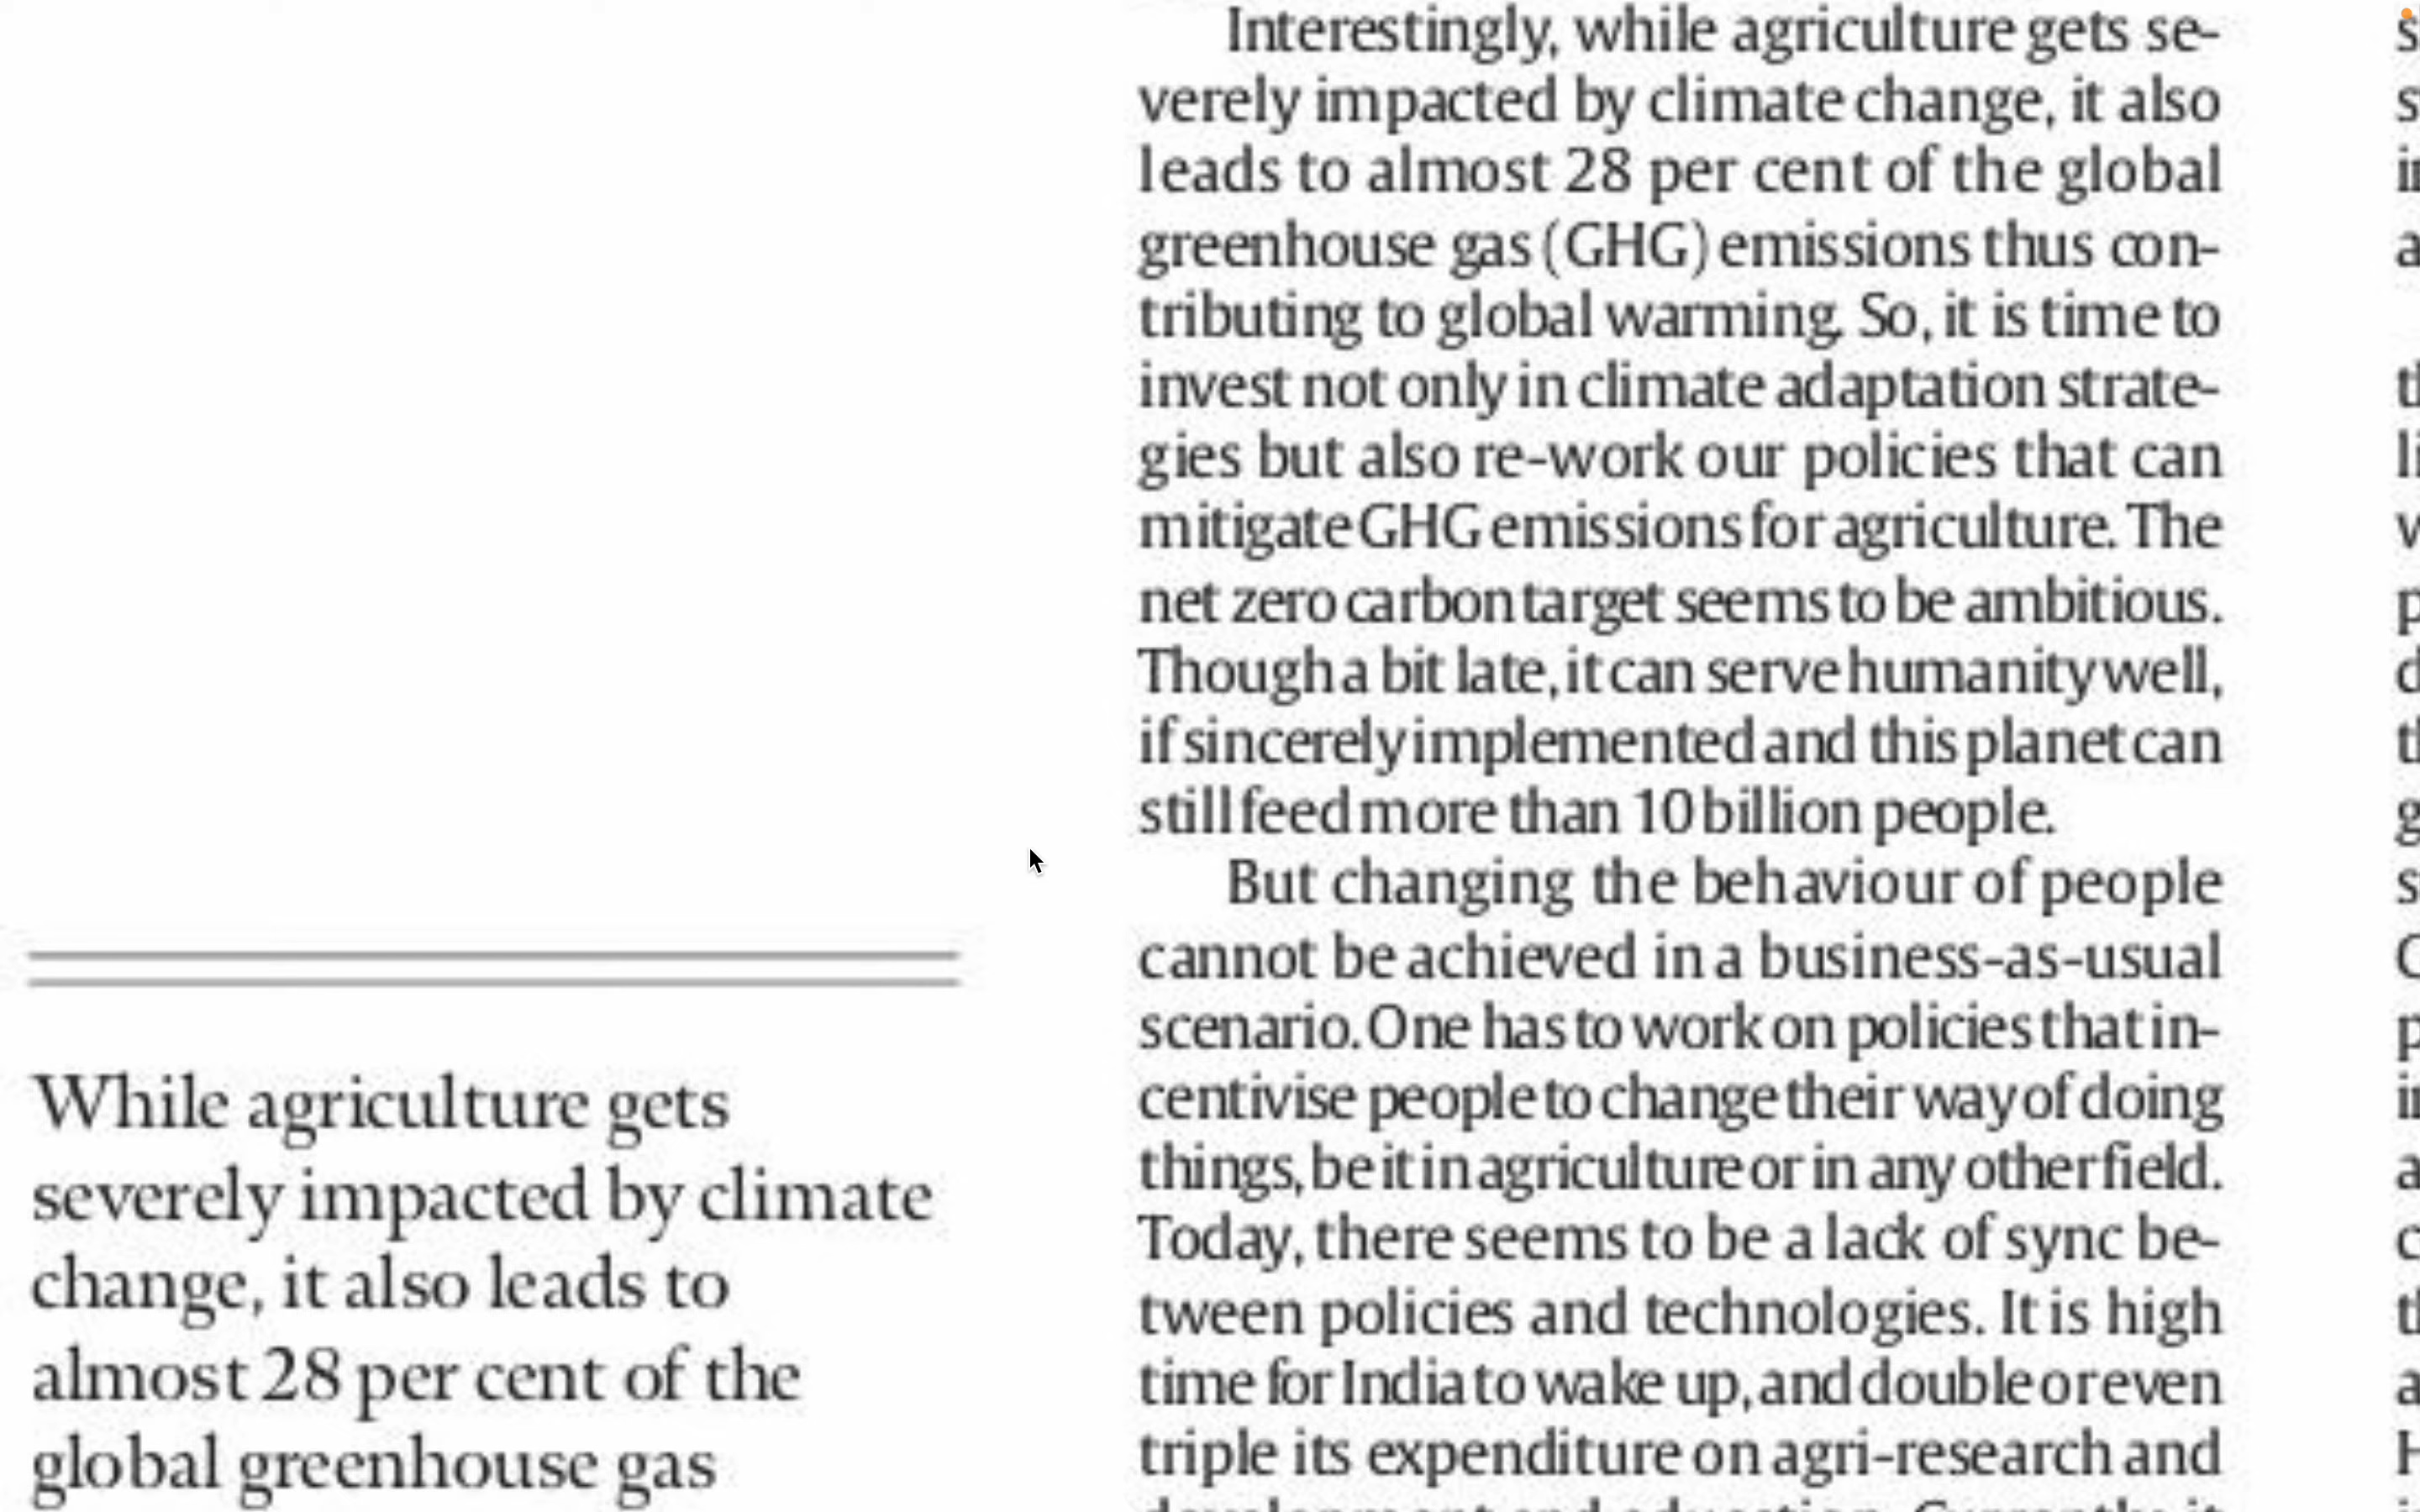 While agriculture gets
severely impacted by climate
change, it also leads to
almost 28 per cent of the
global greenhouse gas
Interestingly, while agriculture gets se-
verely impacted by climate change, it also
leads to almost 28 per cent of the global
greenhouse gas (GHG) emissions thus con-
tributing to global warming. So, it is time to
invest not only in climate adaptation strate-
gies but also re-work our policies that can
mitigate GHG emissions for agriculture. The
net zero carbon target seems to be ambitious.
Though a bit late, it can serve humanity well,
if sincerely implemented and this planet can
still feed more than 10 billion people.
But changing the behaviour of people
cannot be achieved in a business-as-usual
scenario. One has to work on policies that in-
centivise people to change their way of doing
things, be it in agriculture or in any other field.
Today, there seems to be a lack of sync be-
tween policies and technologies. It is high
time for India to wake up, and double or even
triple its expenditure on agri-research and